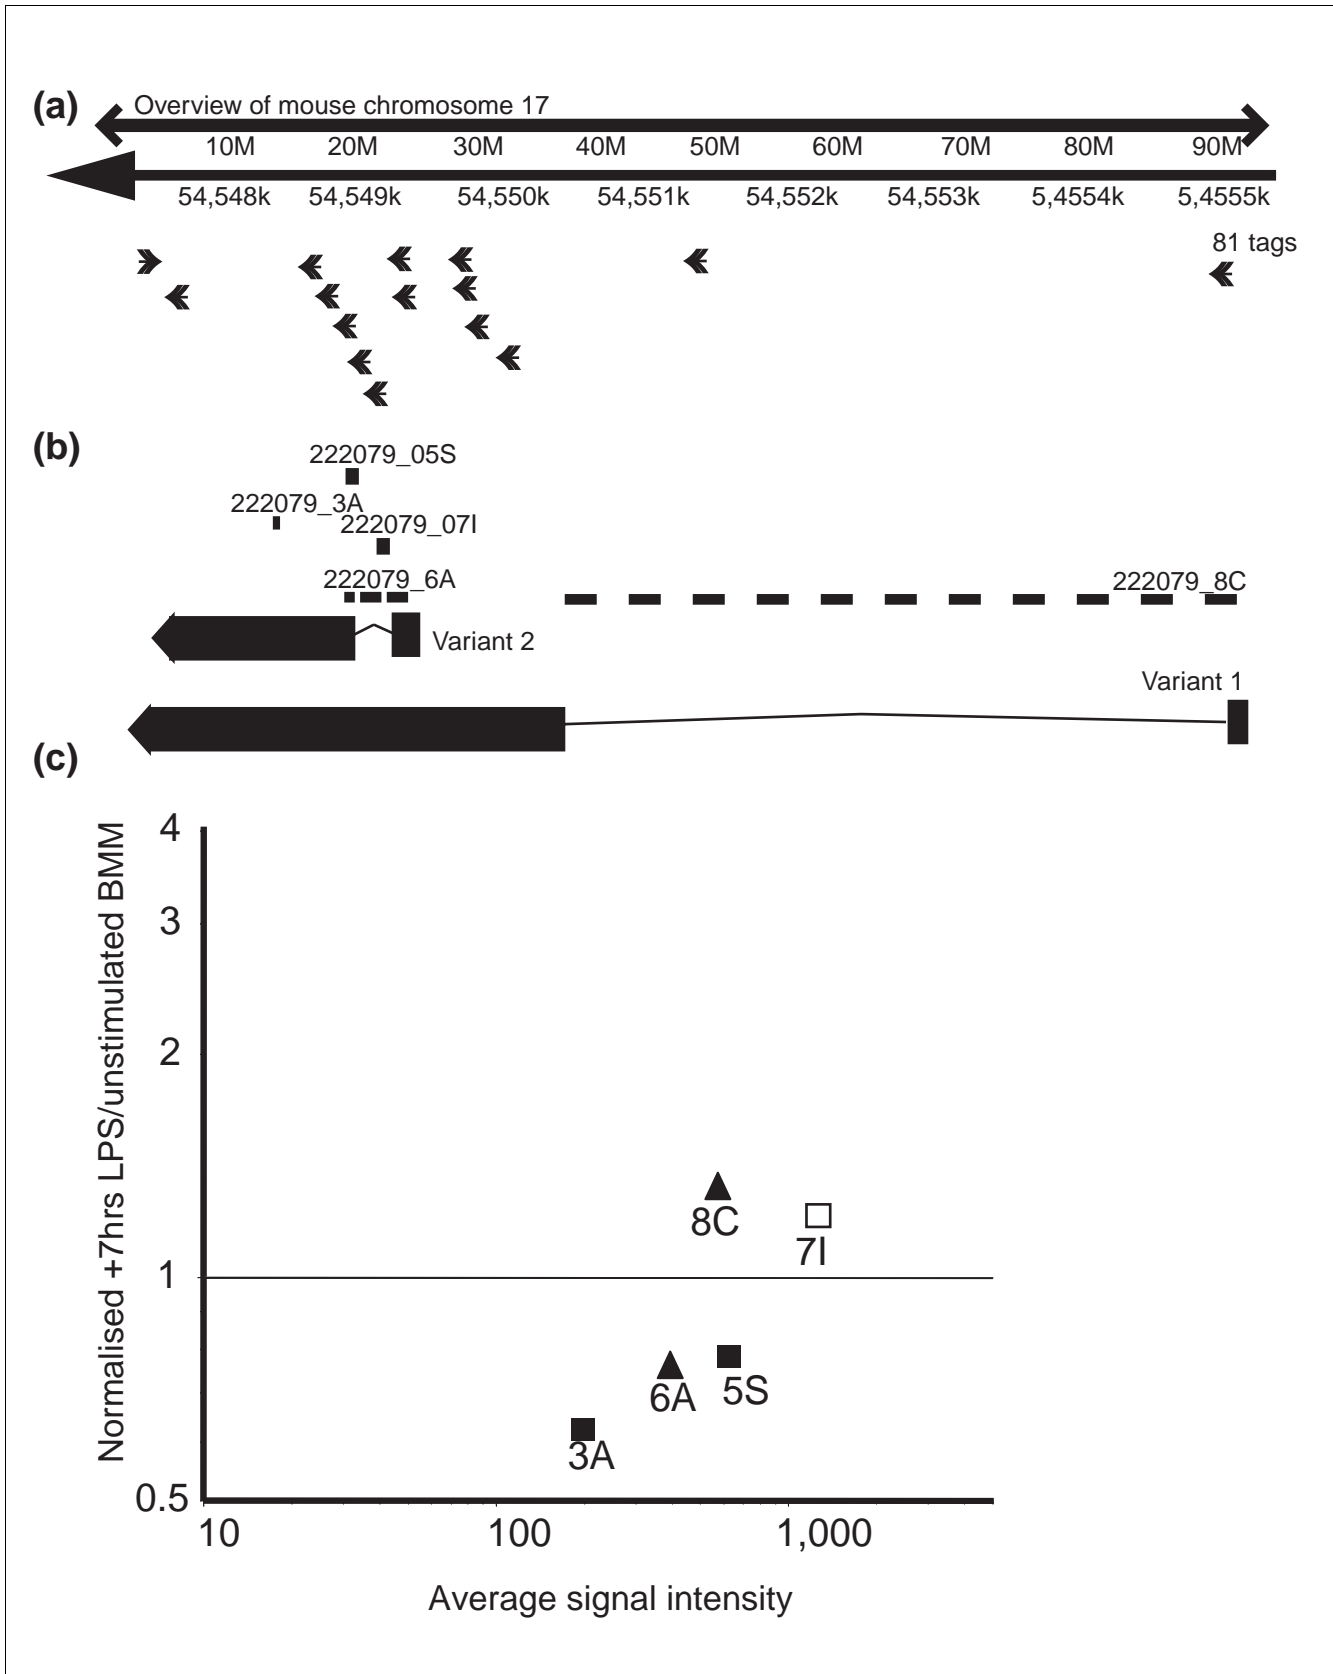 (a) Overview of mouse chromosome 17
10M 20M 30M 40M 50M 60M 70M 80M 90M
54,548k 54,549k 54,550k 54,551k 54,552k 54,553k 5,4554k 5,4555k
81 tags
(b)
222079_05S
222079_3A
222079_07I
222079_6A
222079_8C
Variant 2
Variant 1
(c)
Normalised +7hrs LPS/unstimulated BMM
4
3
2
8C
7I
1
6A
5S
3A
0.5
10 100 1,000
Average signal intensity